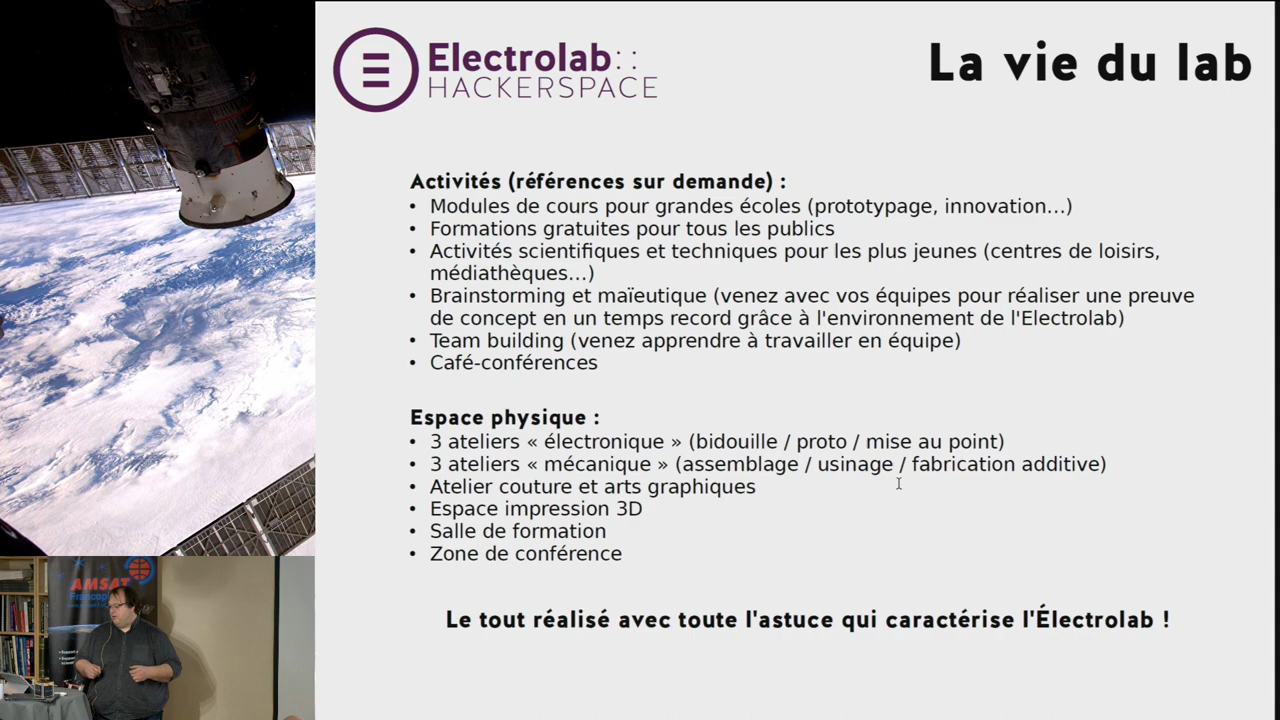 Electrolab::
HACKERSPACE
La vie du lab
Activités (références sur demande) :
• Modules de cours pour grandes écoles (prototypage, innovation...)
• Formations gratuites pour tous les publics
• Activités scientifiques et techniques pour les plus jeunes (centres de loisirs,
médiathèques...)
• Brainstorming et maïeutique (venez avec vos équipes pour réaliser une preuve
de concept en un temps record grâce à l'environnement de l'Electrolab)
• Team building (venez apprendre à travailler en équipe)
• Café-conférences
Espace physique :
• 3 ateliers « électronique » (bidouille / proto / mise au point)
• 3 ateliers « mécanique » (assemblage / usinage / fabrication additive)
• Atelier couture et arts graphiques
• Espace impression 3D
• Salle de formation
• Zone de conférence
Le tout réalisé avec toute l'astuce qui caractérise l'Électrolab !
AMSAT